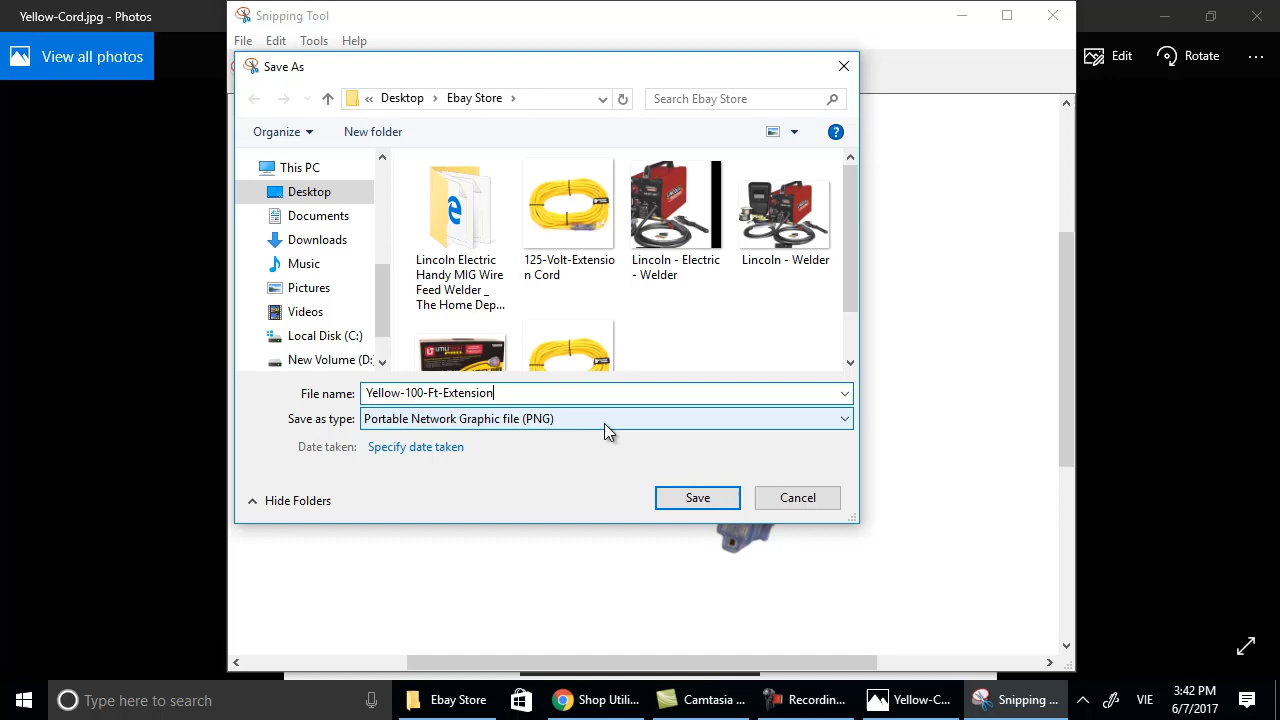 Yellow-Cord.jpg - Photos
Snipping Tool
View all photos
File Edit Tools Help
Edit
Rotate
Save As
« Desktop › Ebay Store ›
Search Ebay Store
Organize
New folder
This PC
Desktop
Documents
Downloads
Music
Pictures
Videos
Local Disk (C:)
New Volume (D:
Lincoln Electric
Handy MIG Wire
Feed Welder _
The Home Dep...
125-Volt-Extensio
n Cord
Lincoln - Electric
- Welder
Lincoln - Welder
UTILITECH
PRO
File name: Yellow-100-Ft-Extension
Save as type: Portable Network Graphic file (PNG)
Date taken: Specify date taken
Hide Folders
Save
Cancel
Type here to search
Ebay Store
Shop Utili...
Camtasia ...
Recordin...
Yellow-C...
Snipping ...
VIE
3:42 PM
6/7/2017